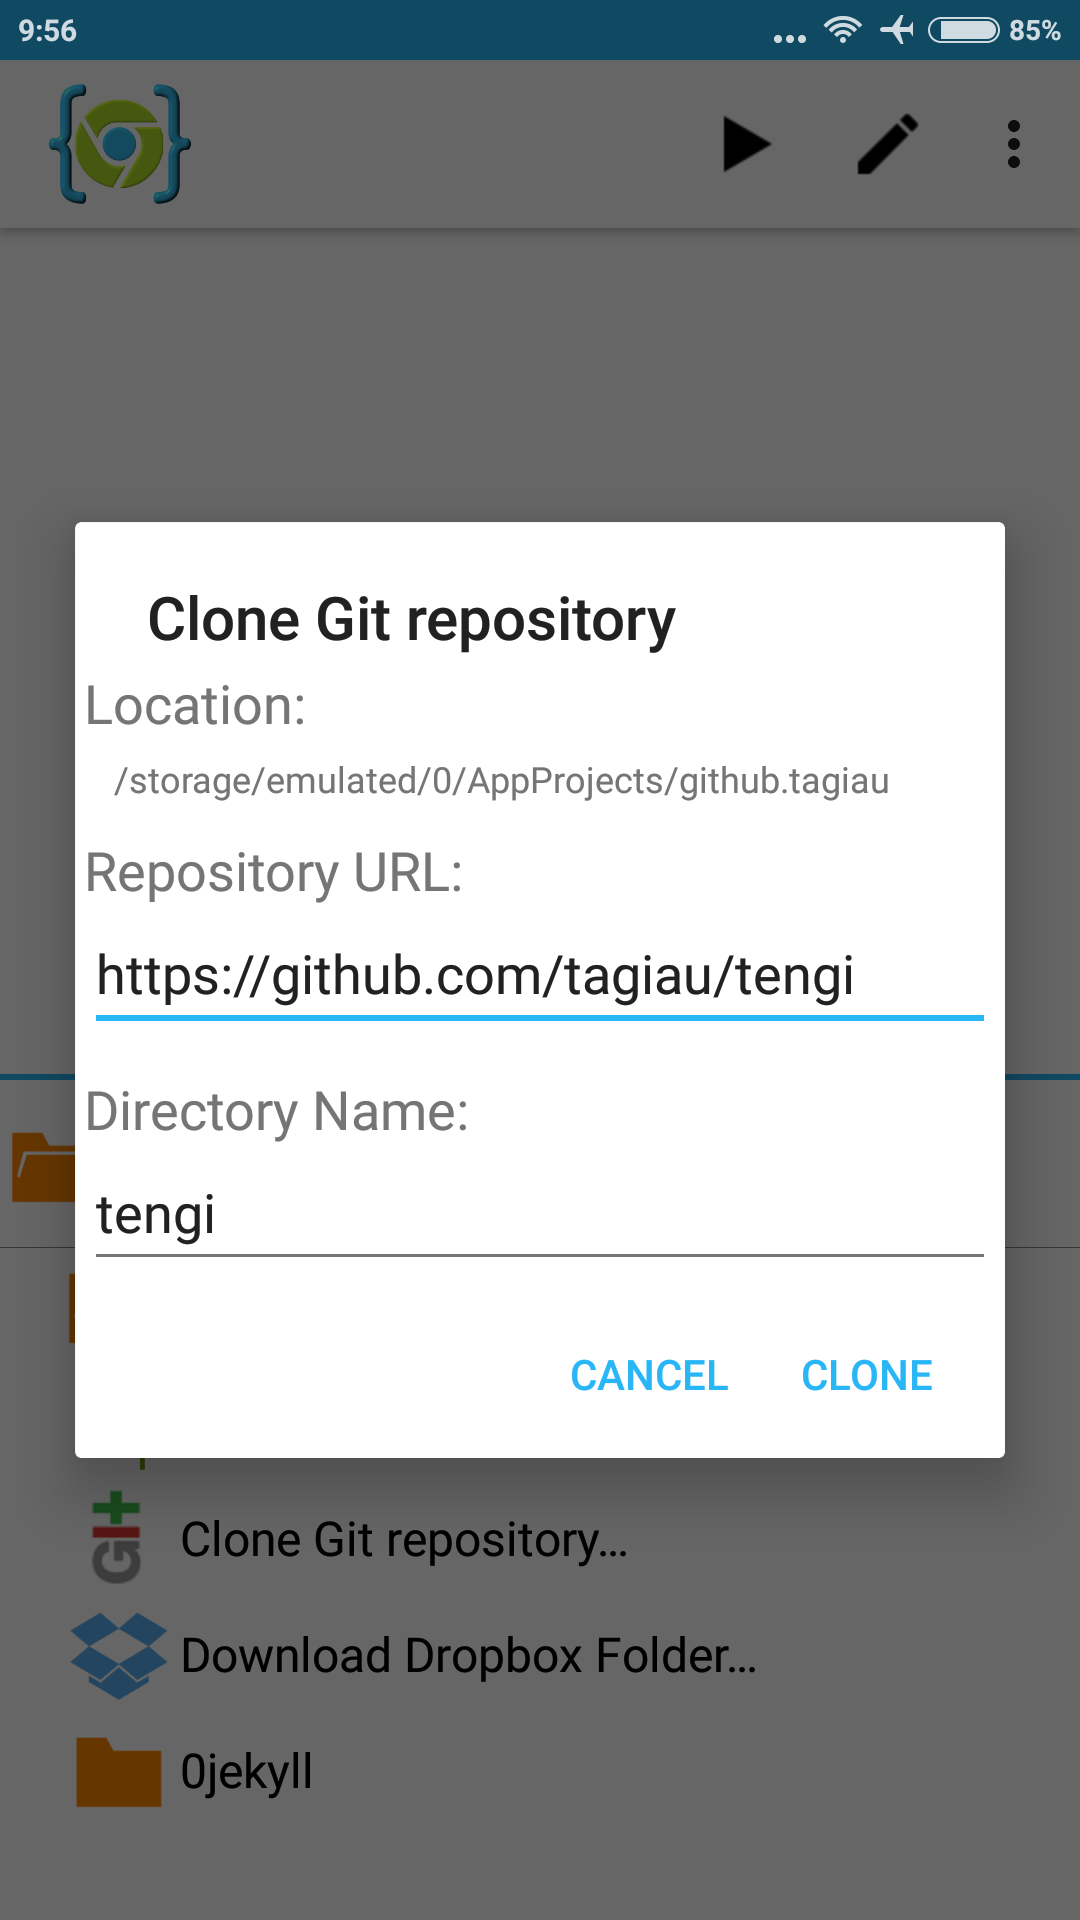 9:56
85%
Clone Git repository
Location:
/storage/emulated/0/AppProjects/github.tagiau
Repository URL:
https://github.com/tagiau/tengi
Directory Name:
tengi
CANCEL CLONE
Git
Clone Git repository...
Download Dropbox Folder...
0jekyll